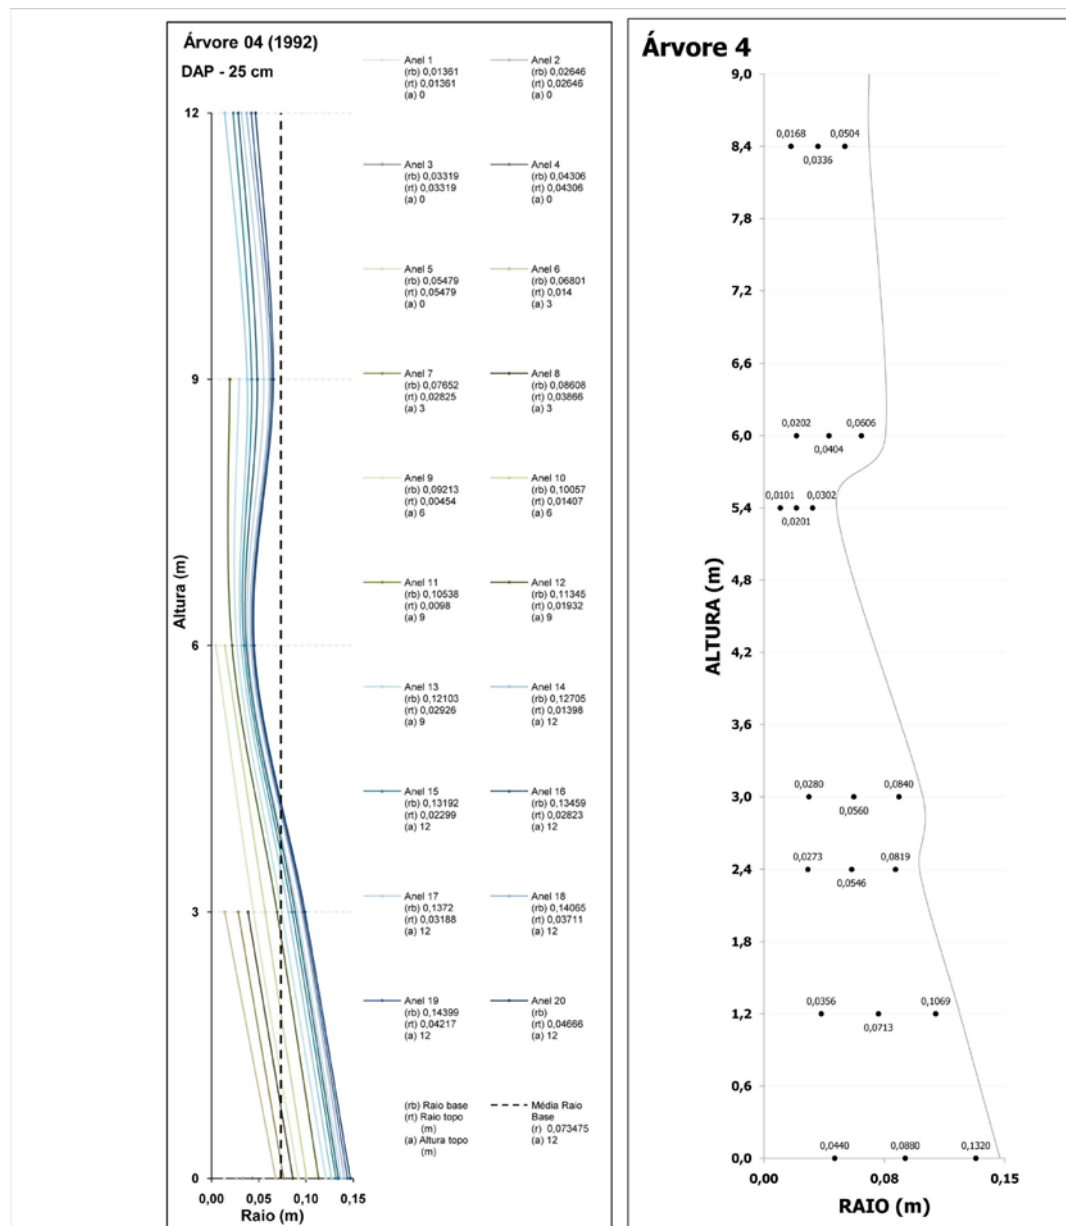 Árvore 04 (1992)
DAP - 25 cm
Anel 1
(rb) 0,01361
(rt) 0,01361
(a) 0
Anel 2
(rb) 0,02646
(rt) 0,02646
(a) 0
Anel 3
(rb) 0,03319
(rt) 0,03319
(a) 0
Anel 4
(rb) 0,04306
(rt) 0,04306
(a) 0
Anel 5
(rb) 0,05479
(rt) 0,05479
(a) 0
Anel 6
(rb) 0,06801
(rt) 0,014
(a) 3
Anel 7
(rb) 0,07652
(rt) 0,02825
(a) 3
Anel 8
(rb) 0,08608
(rt) 0,03866
(a) 3
Anel 9
(rb) 0,09213
(rt) 0,00454
(a) 6
Anel 10
(rb) 0,10057
(rt) 0,01407
(a) 6
Anel 11
(rb) 0,10538
(rt) 0,0098
(a) 9
Anel 12
(rb) 0,11345
(rt) 0,01932
(a) 9
Anel 13
(rb) 0,12103
(rt) 0,02926
(a) 9
Anel 14
(rb) 0,12705
(rt) 0,01398
(a) 12
Anel 15
(rb) 0,13192
(rt) 0,02299
(a) 12
Anel 16
(rb) 0,13459
(rt) 0,02823
(a) 12
Anel 17
(rb) 0,1372
(rt) 0,03188
(a) 12
Anel 18
(rb) 0,14065
(rt) 0,03711
(a) 12
Anel 19
(rb) 0,14399
(rt) 0,04217
(a) 12
Anel 20
(rb)
(rt) 0,04666
(a) 12
(rb) Raio base
(rt) Raio topo
(m)
(a) Altura topo
(m)
Média Raio
Base
(r) 0,073475
(a) 12
12
9
6
3
0
Altura (m)
0,00 0,05 0,10 0,15
Raio (m)
Árvore 4
9,0
8,4
7,8
7,2
6,6
6,0
5,4
4,8
4,2
3,6
3,0
2,4
1,8
1,2
0,6
0,0
ALTURA (m)
0,0168 0,0504
0,0336
0,0202 0,0606
0,0404
0,0101 0,0302
0,0201
0,0280 0,0840
0,0560
0,0273 0,0819
0,0546
0,0356 0,1069
0,0713
0,0440 0,0880 0,1320
0,00 0,08 0,15
RAIO (m)